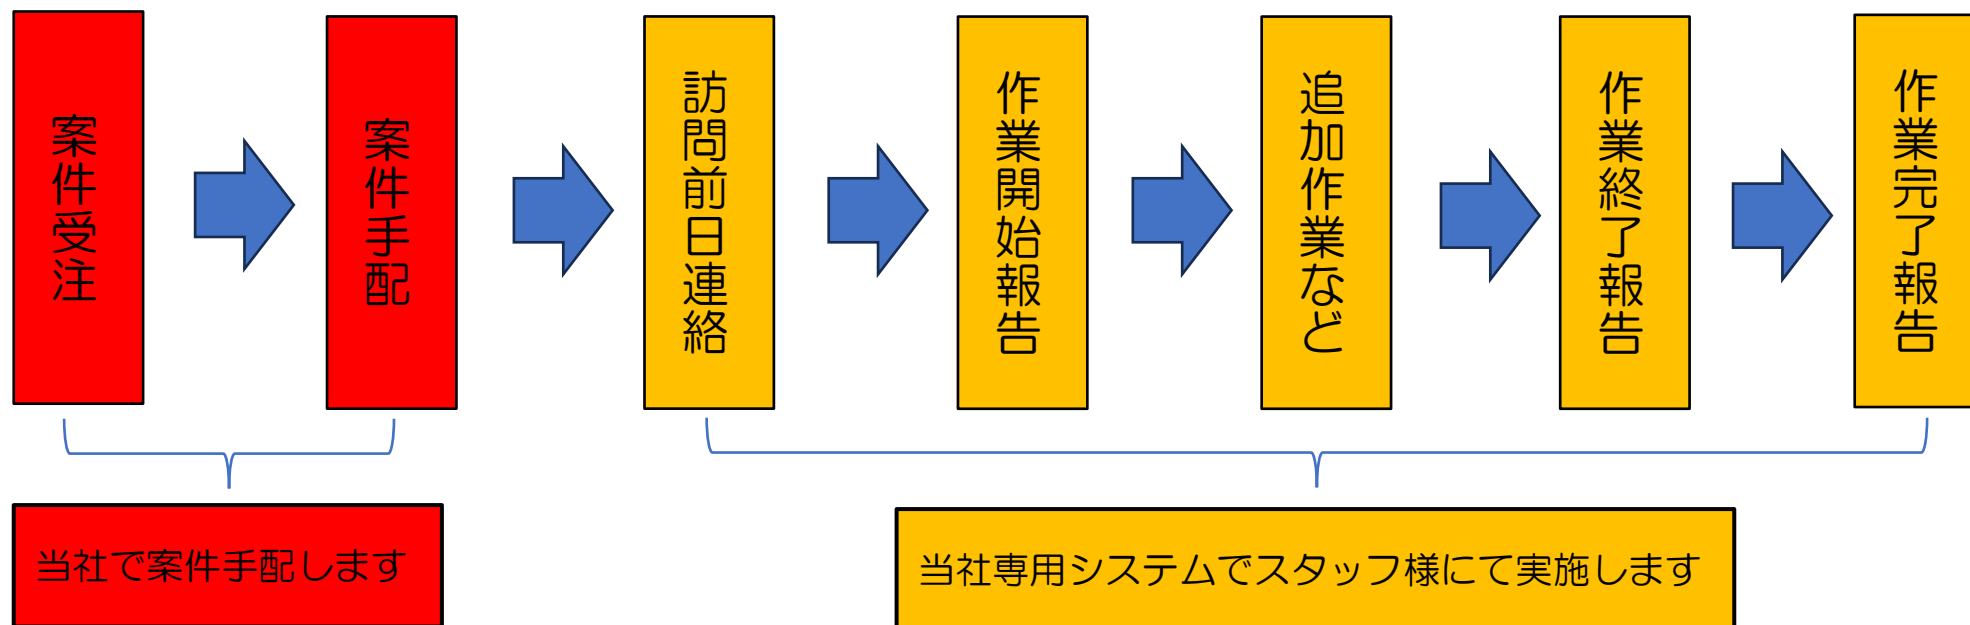 案件受注
案件手配
訪問前日連絡
作業開始報告
追加作業など
作業終了報告
作業完了報告
当社で案件手配します
当社専用システムでスタッフ様にて実施します